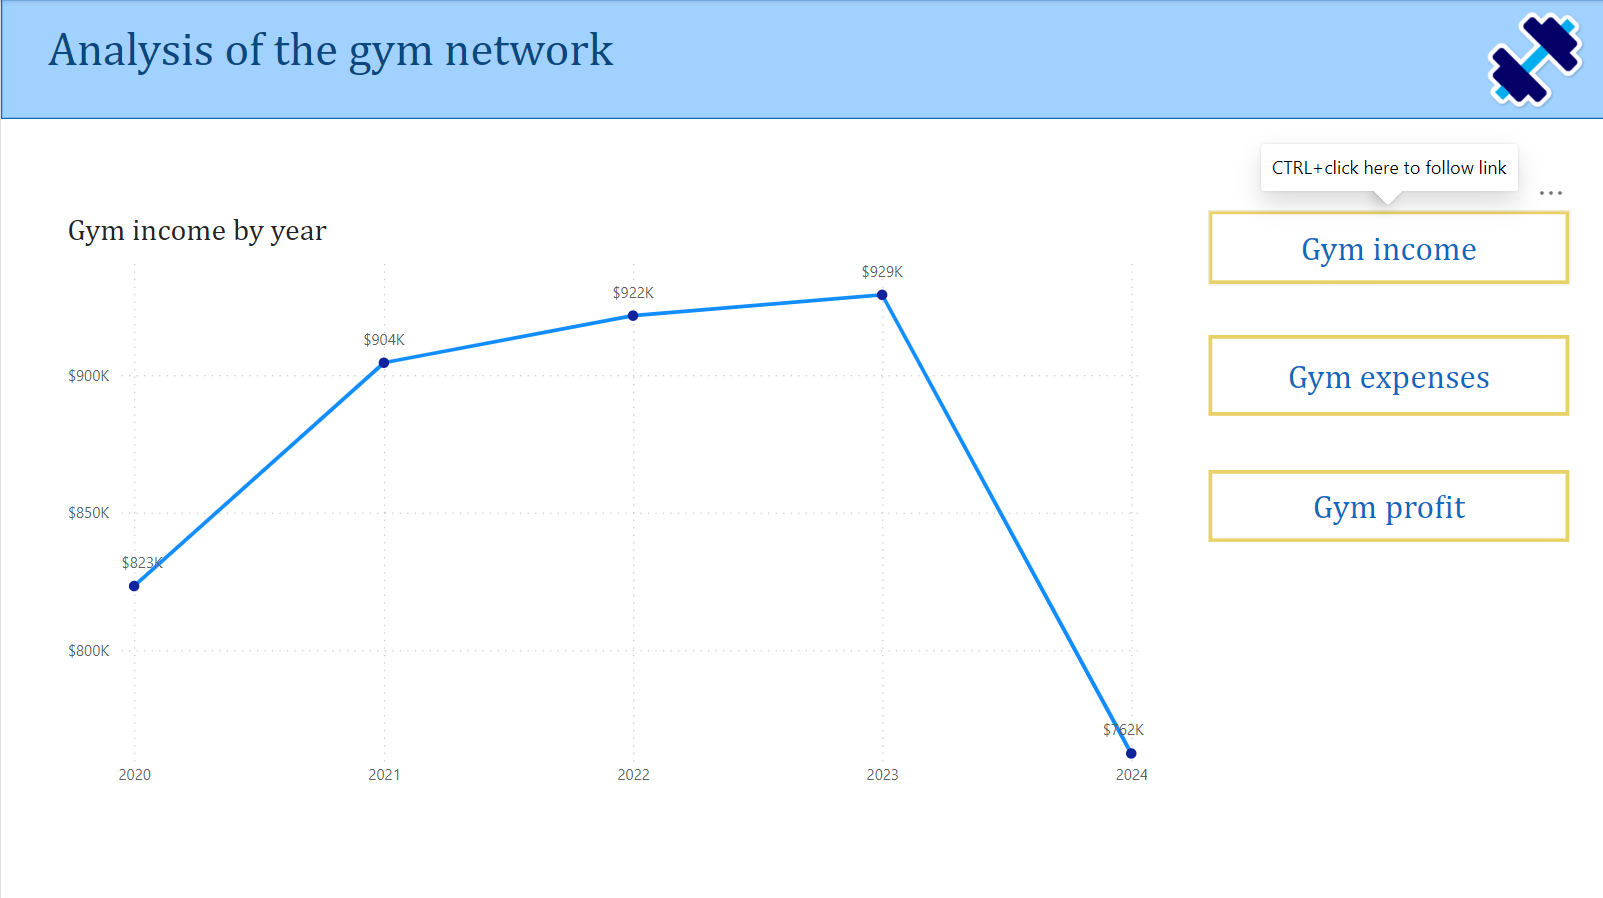 Analysis of the gym network
CTRL+click here to follow link
...
Gym income by year
Gym income
Gym expenses
Gym profit
$929K
$922K
$904K
$900K
$850K
$823K
$800K
$762K
2020 2021 2022 2023 2024